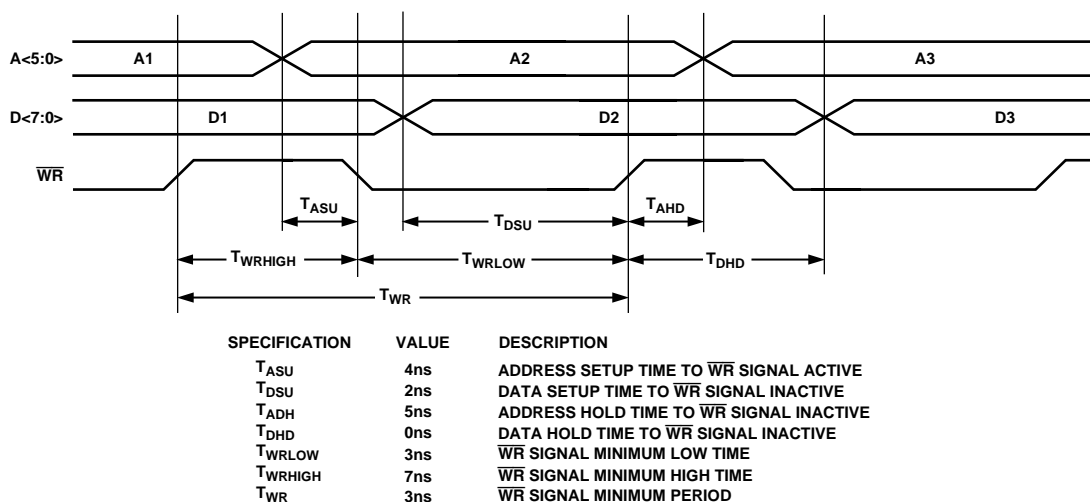 A<5:0> A1 A2 A3
D<7:0> D1 D2 D3
WR
TASU TDSU TAHD
TWRHIGH TWRLOW TDHD
TWR
SPECIFICATION VALUE DESCRIPTION
TASU 4ns ADDRESS SETUP TIME TO WR SIGNAL ACTIVE
TDSU 2ns DATA SETUP TIME TO WR SIGNAL INACTIVE
TADH 5ns ADDRESS HOLD TIME TO WR SIGNAL INACTIVE
TDHD 0ns DATA HOLD TIME TO WR SIGNAL INACTIVE
TWRLOW 3ns WR SIGNAL MINIMUM LOW TIME
TWRHIGH 7ns WR SIGNAL MINIMUM HIGH TIME
TWR 3ns WR SIGNAL MINIMUM PERIOD